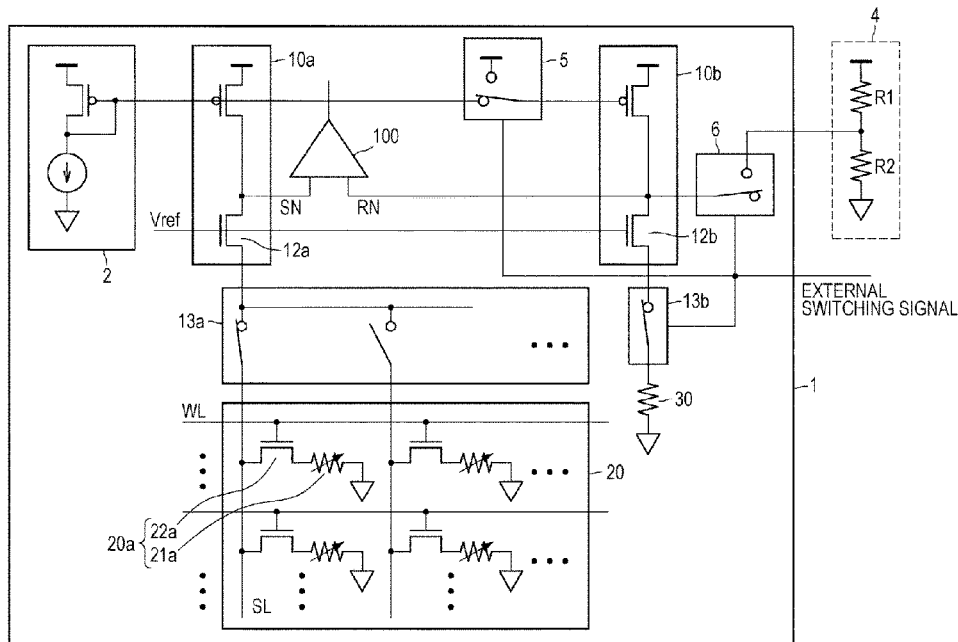 4
10a
5
10b
R1
100
6
R2
SN
RN
Vref
12a
12b
2
EXTERNAL
SWITCHING SIGNAL
13b
13a
30
1
WL
20
20a
22a
21a
SL